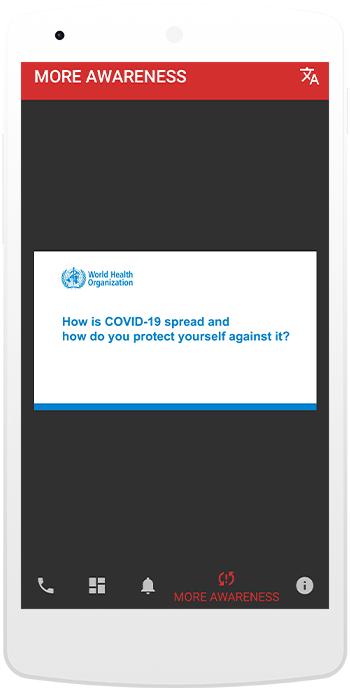 MORE AWARENESS
World Health
Organization
How is COVID-19 spread and
how do you protect yourself against it?
MORE AWARENESS